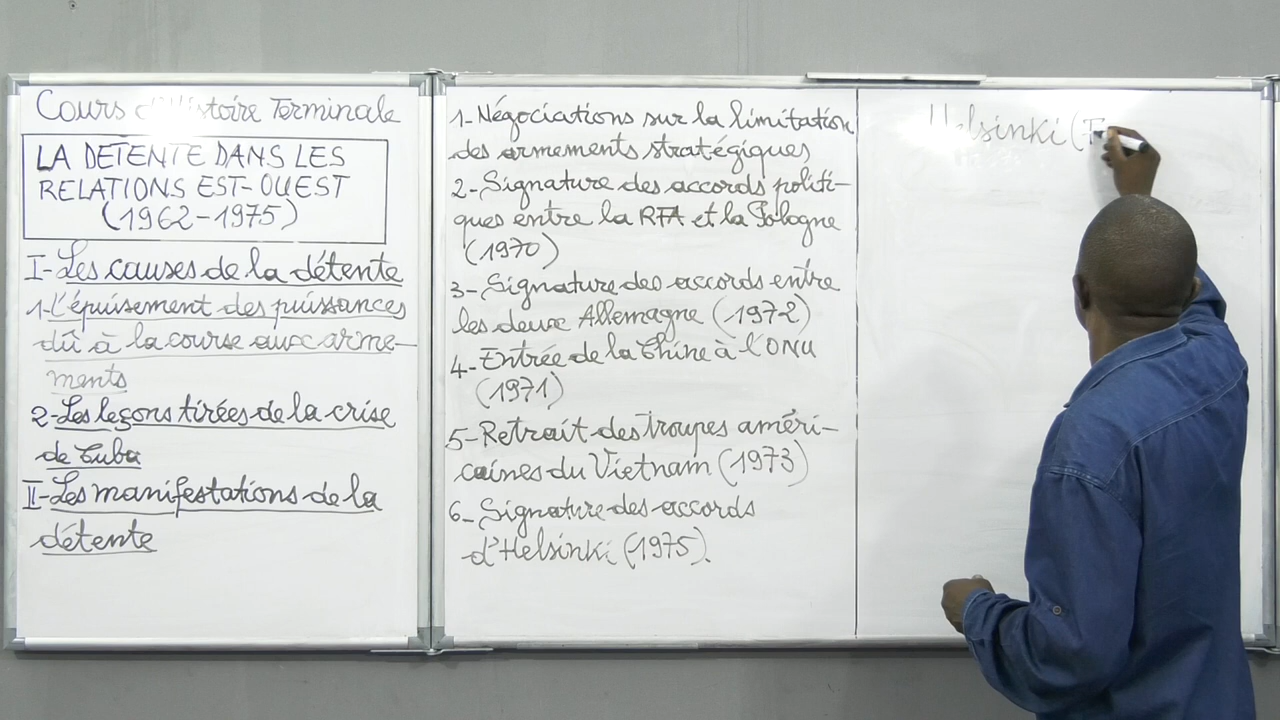 Cours d'Histoire Terminale
LA DETENTE DANS LES
RELATIONS EST-OUEST
(1962-1975)
I-Les causes de la détente
1-L'épuisement des puissances
dû à la course aux arme-
ments
2-Les leçons tirées de la crise
de Cuba
II-Les manifestations de la
détente
1-Négociations sur la limitation
des armements stratégiques
2-Signature des accords politi-
ques entre la RFA et la Pologne
(1970)
3-Signature des accords entre
les deux Allemagne (1972)
4-Entrée de la Chine à l'ONU
(1971)
5-Retrait des troupes améri-
caines du Vietnam (1973)
6-Signature des accords
d'Helsinki (1975).
Helsinki (F